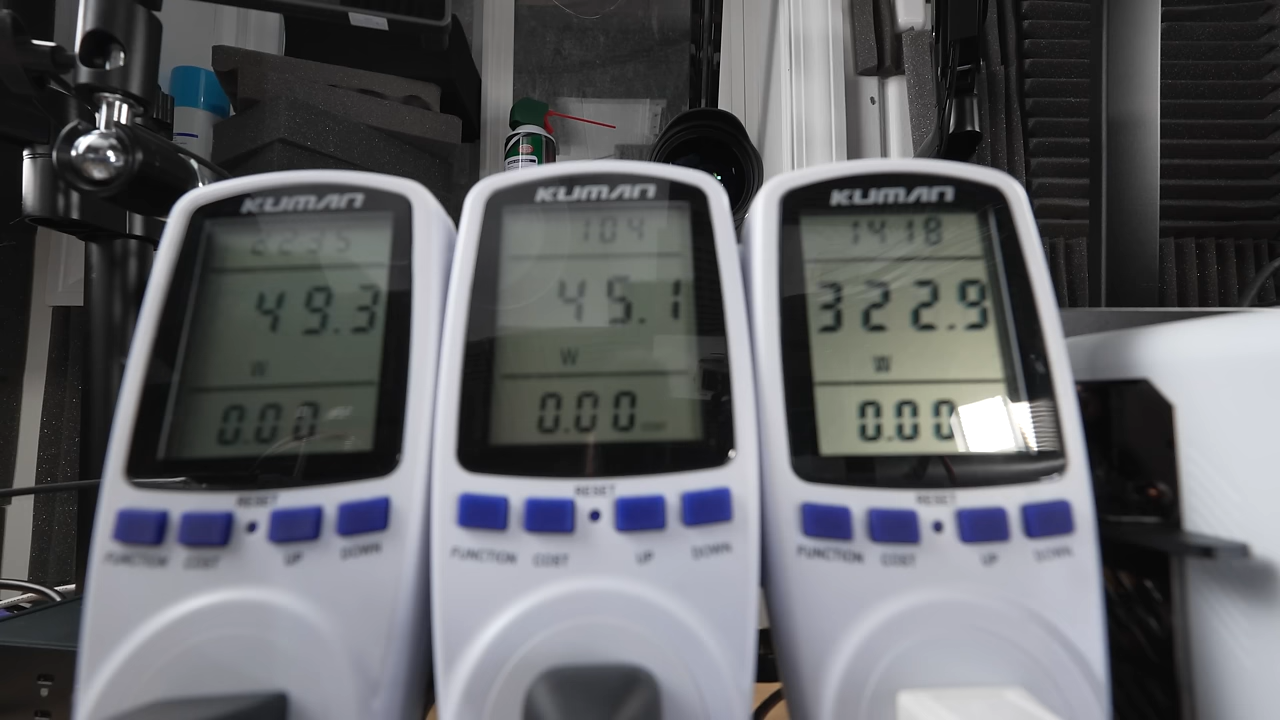 KUMAN
2235
49.3
W
0.00
RESET
FUNCTION COST UP DOWN
KUMAN
104
45.1
W
0.00
RESET
FUNCTION COST UP DOWN
KUMAN
1418
322.9
W
0.00
RESET
FUNCTION COST UP DOWN